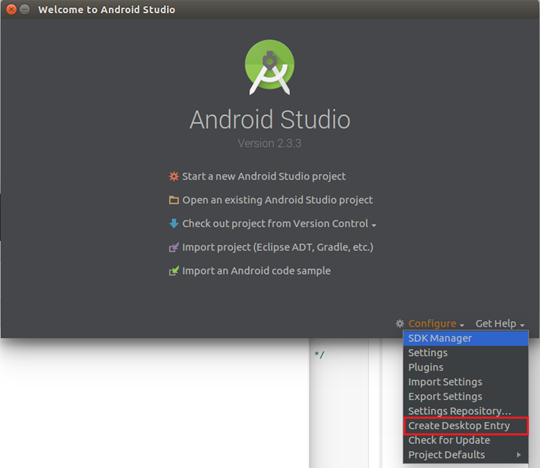 Welcome to Android Studio
Android Studio
Version 2.3.3
Start a new Android Studio project
Open an existing Android Studio project
Check out project from Version Control
Import project (Eclipse ADT, Gradle, etc.)
Import an Android code sample
Configure Get Help
SDK Manager
*/
Settings
Plugins
Import Settings
Export Settings
Settings Repository...
Create Desktop Entry
Check for Update
Project Defaults